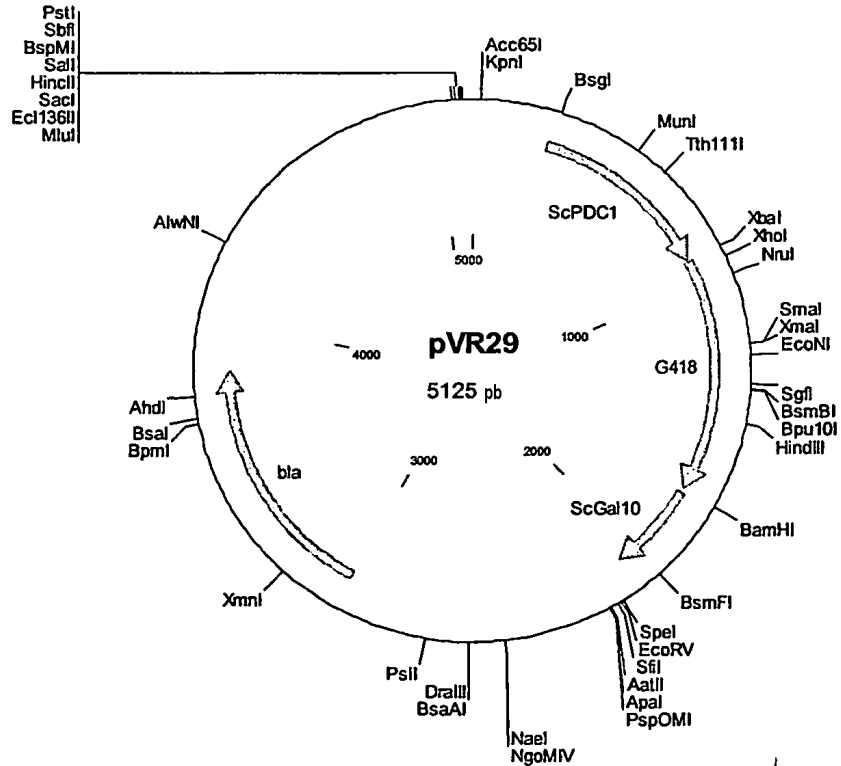 PstI
SbfI
BspMI
SalI
HincII
SacI
Ecl136II
MluI
Acc65I
KpnI
BsgI
MunI
Tth111I
ScPDC1
XbaI
XhoI
NruI
AlwNI
5000
SmaI
XmaI
EcoNI
pVR29
5125 pb
1000
4000
G418
SgfI
BsmBI
Bpu10I
HindIII
AhdI
BsaI
BpmI
bla
3000
2000
ScGal10
BamHI
XmnI
BsmFI
SpeI
EcoRV
SfiI
AatII
ApaI
PspOMI
PsiI
DraIII
BsaAI
NaeI
NgoMIV